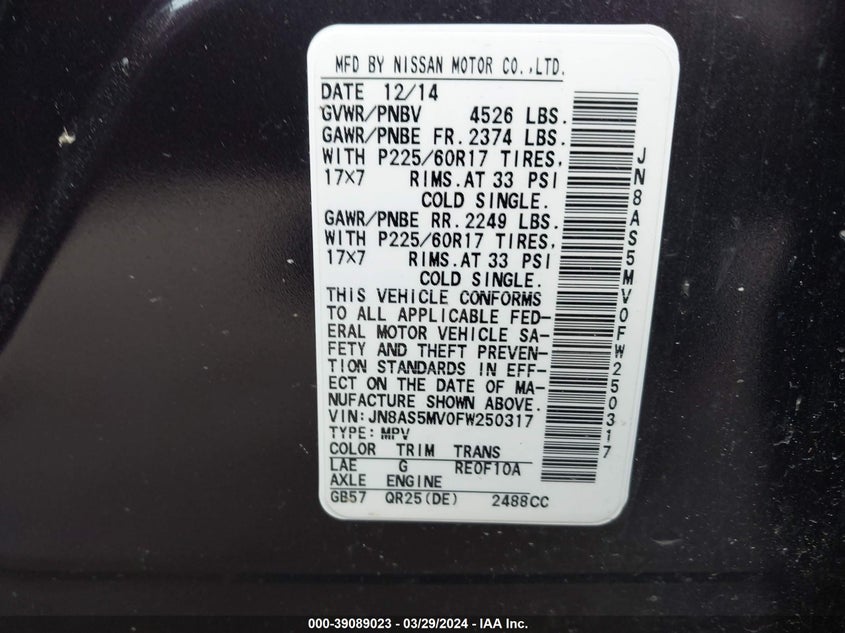 MFD BY NISSAN MOTOR CO.,LTD.
DATE 12/14
GVWR/PNBV 4526 LBS.
GAWR/PNBE FR. 2374 LBS.
WITH P225/60R17 TIRES,
17×7 RIMS.AT 33 PSI
COLD SINGLE.
GAWR/PNBE RR. 2249 LBS.
WITH P225/60R17 TIRES,
17×7 RIMS.AT 33 PSI
COLD SINGLE.
THIS VEHICLE CONFORMS
TO ALL APPLICABLE FED-
ERAL MOTOR VEHICLE SA-
FETY AND THEFT PREVEN-
TION STANDARDS IN EFF-
ECT ON THE DATE OF MA-
NUFACTURE SHOWN ABOVE.
VIN: JN8AS5MV0FW250317
TYPE: MPV
COLOR TRIM TRANS
LAE G RE0F10A
AXLE ENGINE
GB57 QR25(DE) 2488CC
JN8AS5MV0FW250317
000-39089023 - 03/29/2024 - IAA Inc.